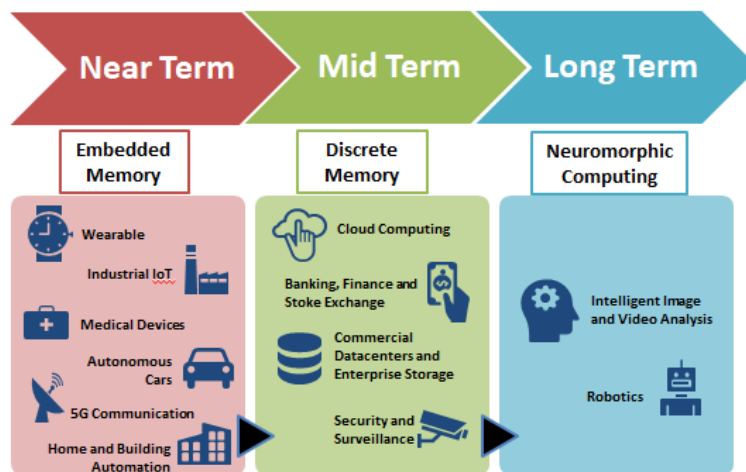 Near Term
Mid Term
Long Term
Embedded
Memory
Discrete
Memory
Neuromorphic
Computing
Wearable
Industrial IoT
Medical Devices
Autonomous
Cars
5G Communication
Home and Building
Automation
Cloud Computing
Banking, Finance and
Stoke Exchange
Commercial
Datacenters and
Enterprise Storage
Security and
Surveillance
Intelligent Image
and Video Analysis
Robotics